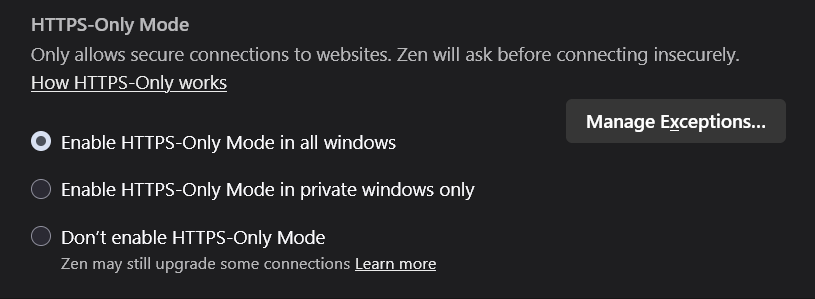 HTTPS-Only Mode
Only allows secure connections to websites. Zen will ask before connecting insecurely.
How HTTPS-Only works
Manage Exceptions...
Enable HTTPS-Only Mode in all windows
Enable HTTPS-Only Mode in private windows only
Don’t enable HTTPS-Only Mode
Zen may still upgrade some connections Learn more